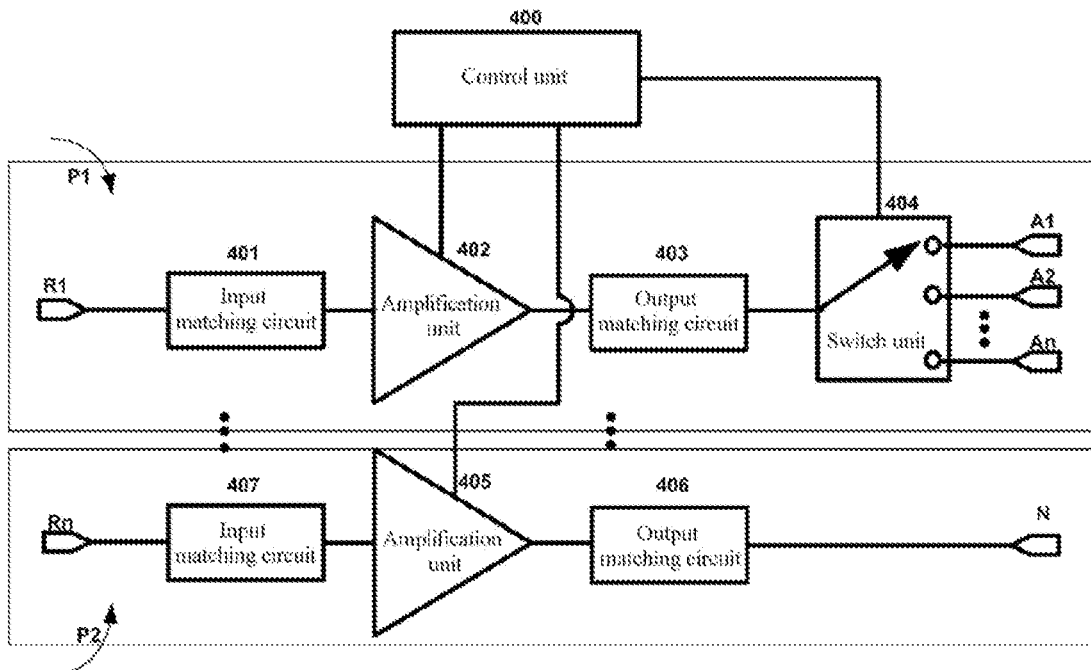 400
Control unit
P1
R1
401
Input
matching circuit
402
Amplification
unit
403
Output
matching circuit
404
Switch unit
A1
A2
An
Rn
407
Input
matching circuit
405
Amplification
unit
406
Output
matching circuit
N
P2